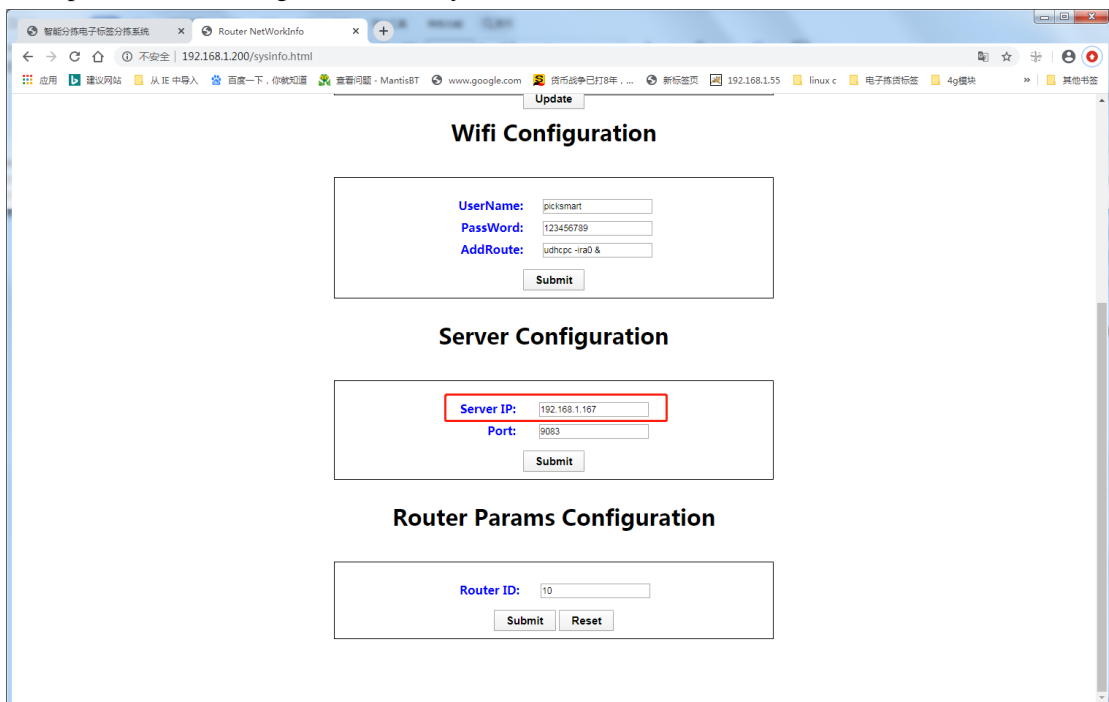 智能分拣电子标签分拣系统 Router NetWorkInfo
不安全 | 192.168.1.200/sysinfo.html
应用 建议网站 从 IE 中导入 百度一下，你就知道 查看问题 - MantisBT www.google.com 货币战争已打8年，... 新标签页 192.168.1.55 linux c 电子拣货标签 4g模块 » 其他书签
Update
Wifi Configuration
UserName: picksmart
PassWord: 123456789
AddRoute: udhcpc -ira0 &
Submit
Server Configuration
Server IP: 192.168.1.167
Port: 9083
Submit
Router Params Configuration
Router ID: 10
Submit Reset